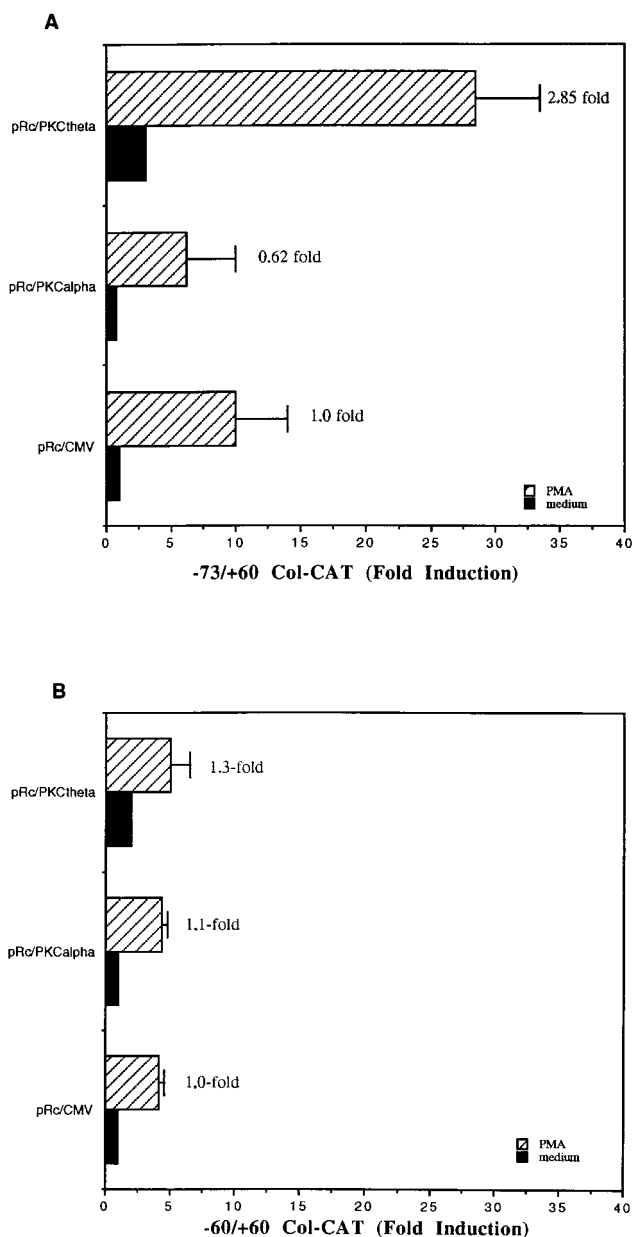 A
pRc/PKCtheta
2.85 fold
pRc/PKCalpha
0.62 fold
pRc/CMV
1.0 fold
PMA
medium
0 5 10 15 20 25 30 35 40
-73/+60 Col-CAT (Fold Induction)
B
pRc/PKCtheta
1.3-fold
pRc/PKCalpha
1.1-fold
pRc/CMV
1.0-fold
PMA
medium
0 5 10 15 20 25 30 35 40
-60/+60 Col-CAT (Fold Induction)